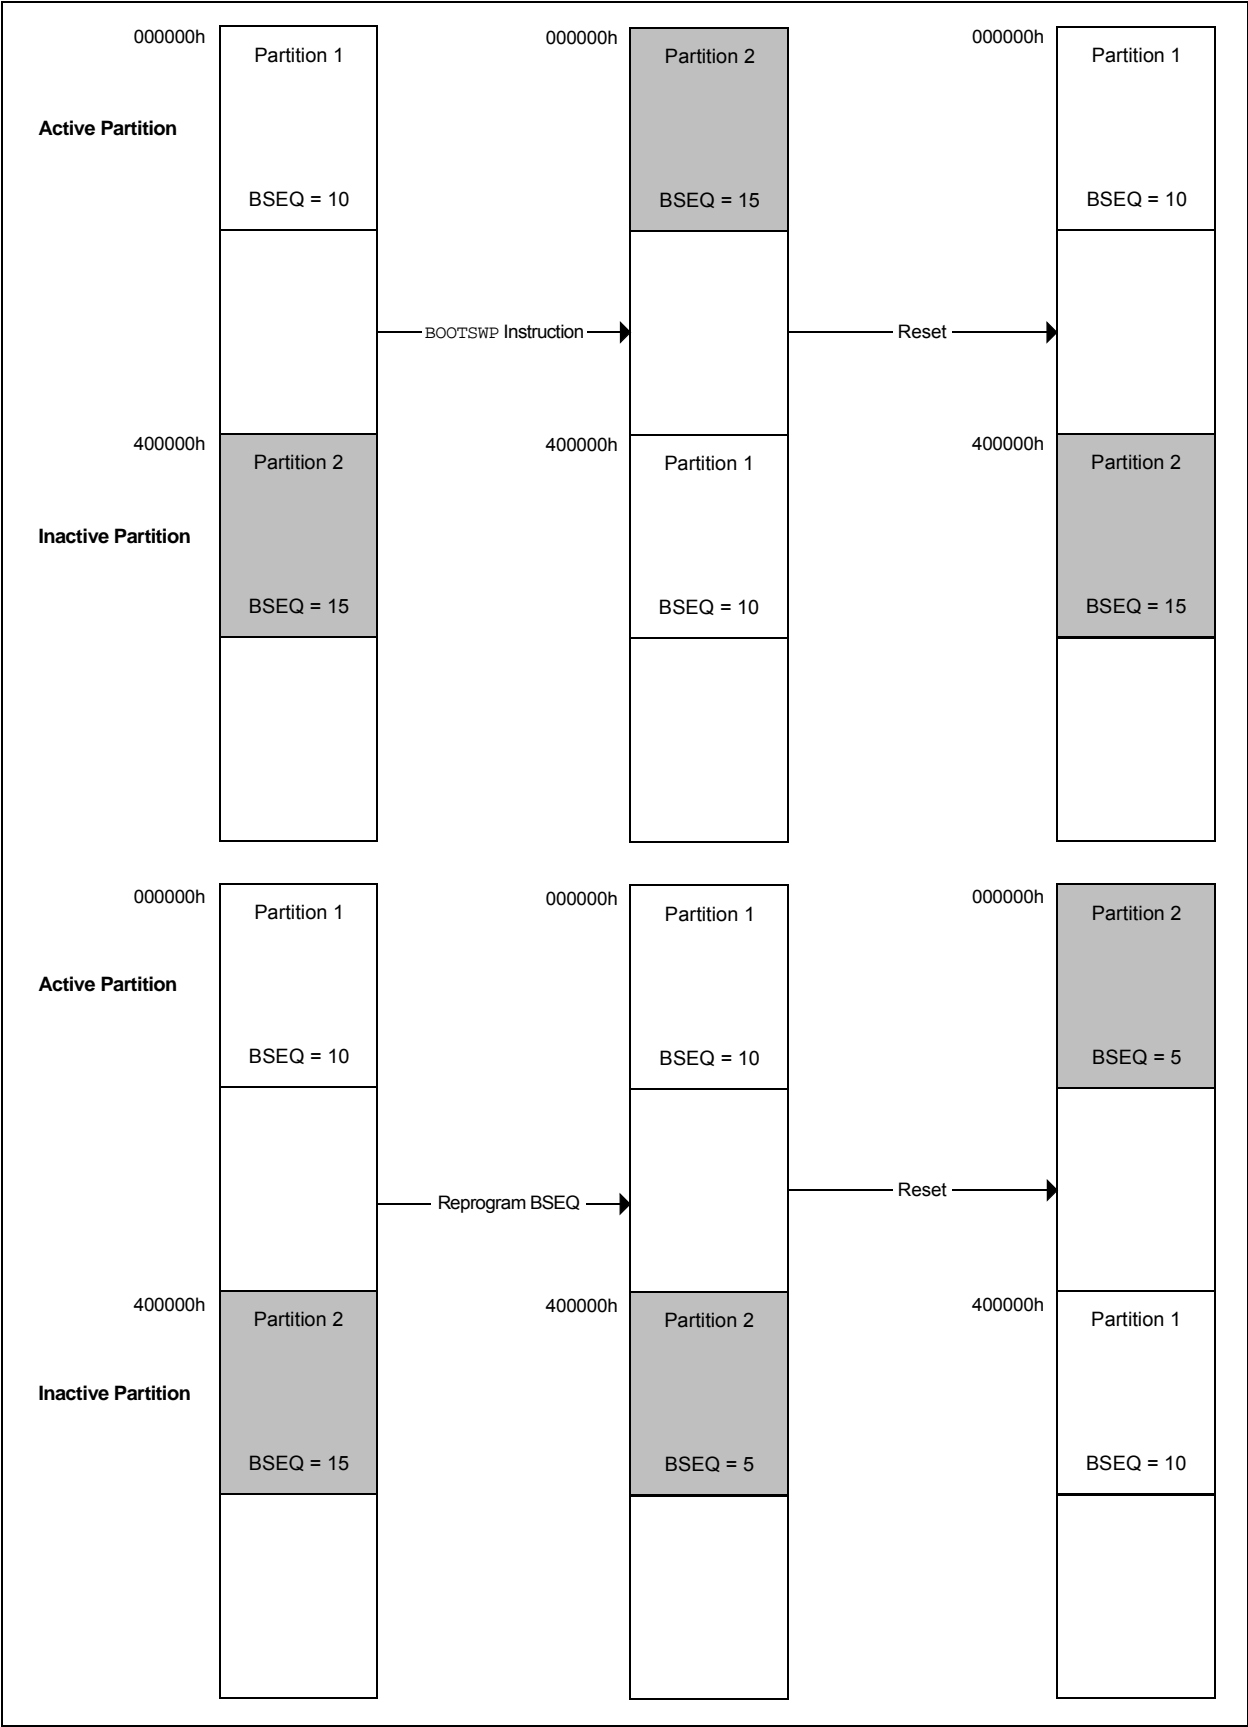 000000h
Partition 1
000000h
Partition 2
000000h
Partition 1
Active Partition
BSEQ = 10
BSEQ = 15
BSEQ = 10
BOOTSWP Instruction
Reset
400000h
Partition 2
400000h
Partition 1
400000h
Partition 2
Inactive Partition
BSEQ = 15
BSEQ = 10
BSEQ = 15
000000h
Partition 1
000000h
Partition 1
000000h
Partition 2
Active Partition
BSEQ = 10
BSEQ = 10
BSEQ = 5
Reprogram BSEQ
Reset
400000h
Partition 2
400000h
Partition 2
400000h
Partition 1
Inactive Partition
BSEQ = 15
BSEQ = 5
BSEQ = 10